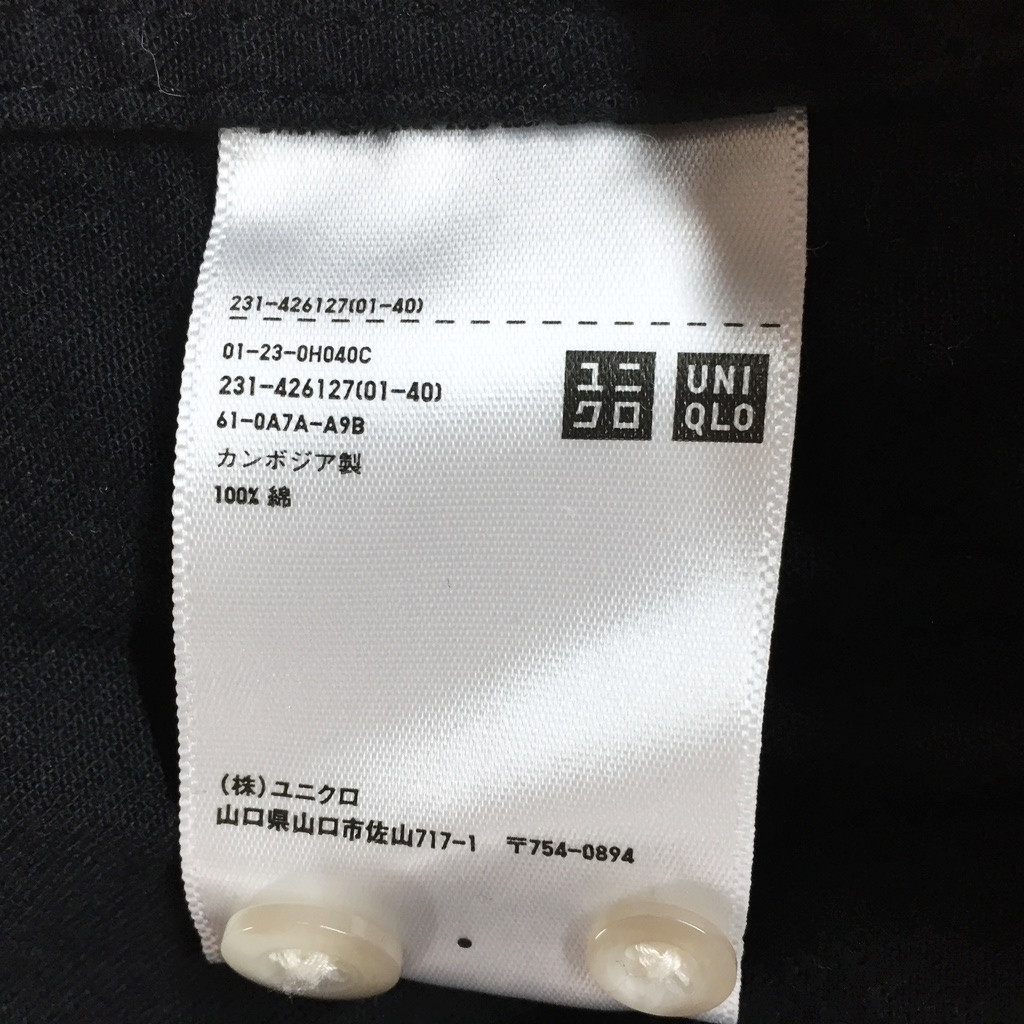 231-426127(01-40)
01-23-0H040C
231-426127(01-40)
61-0A7A-A9B
カンボジア製
100% 綿
ユニ
クロ
UNI
QLO
(株)ユニクロ
山口県山口市佐山717-1 〒754-0894